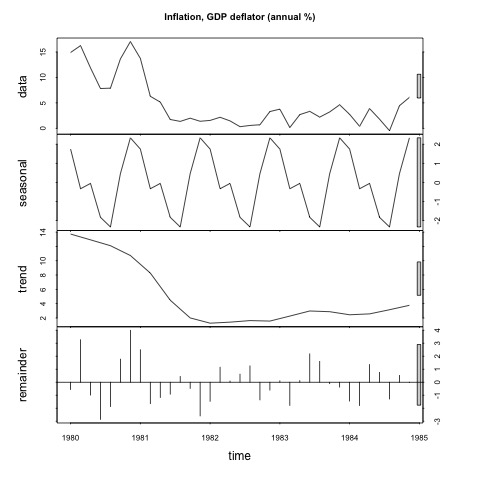 Inflation, GDP deflator (annual %)
data
0 5 10 15
seasonal
-2 -1 0 1 2
trend
2 4 6 8 10 14
remainder
-3 -1 0 1 2 3 4
1980 1981 1982 1983 1984 1985
time